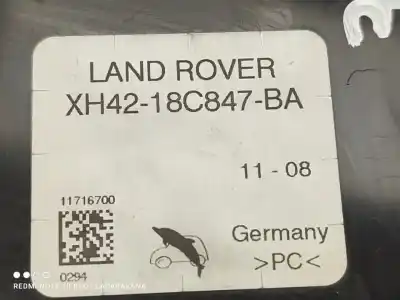 LAND ROVER
XH42-18C847-BA
11 - 08
11716700
Germany
>PC<
0294